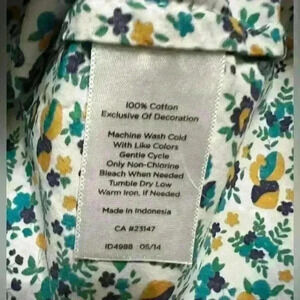 100% Cotton
Exclusive Of Decoration
Machine Wash Cold
With Like Colors
Gentle Cycle
Only Non-Chlorine
Bleach When Needed
Tumble Dry Low
Warm Iron, If Needed
Made in Indonesia
CA #23147
ID4988 05/14